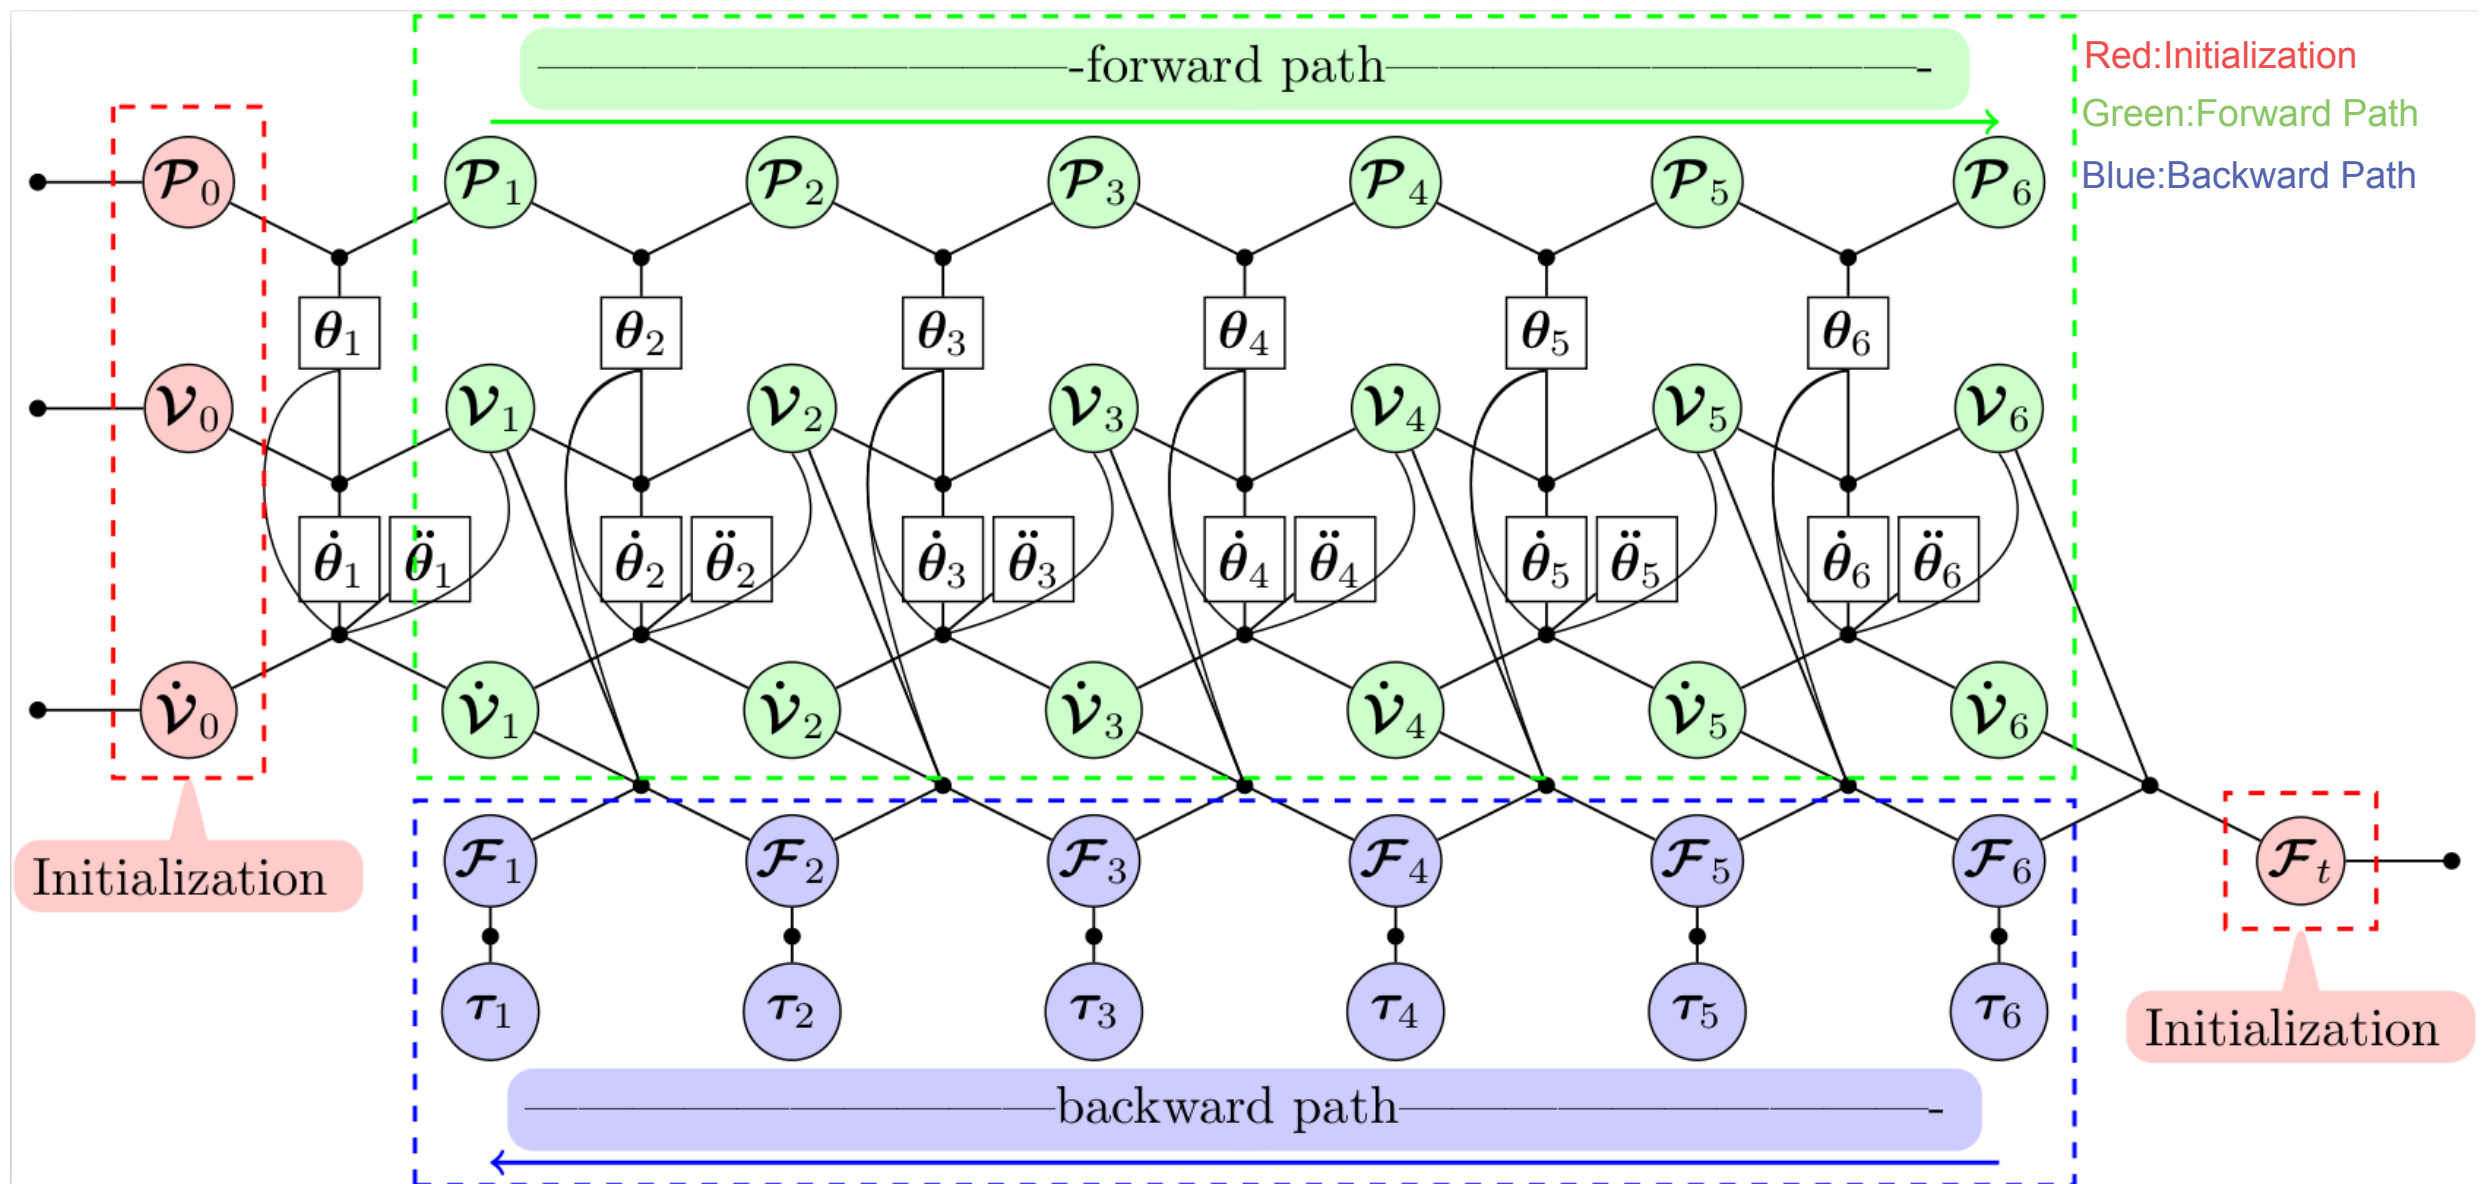 forward path
Red:Initialization
Green:Forward Path
Blue:Backward Path
𝓟₀ 𝓟₁ 𝓟₂ 𝓟₃ 𝓟₄ 𝓟₅ 𝓟₆
θ₁ θ₂ θ₃ θ₄ θ₅ θ₆
𝓥₀ 𝓥₁ 𝓥₂ 𝓥₃ 𝓥₄ 𝓥₅ 𝓥₆
θ̇₁ θ̈₁ θ̇₂ θ̈₂ θ̇₃ θ̈₃ θ̇₄ θ̈₄ θ̇₅ θ̈₅ θ̇₆ θ̈₆
𝓥̇₀ 𝓥̇₁ 𝓥̇₂ 𝓥̇₃ 𝓥̇₄ 𝓥̇₅ 𝓥̇₆
Initialization
𝓕₁ 𝓕₂ 𝓕₃ 𝓕₄ 𝓕₅ 𝓕₆ 𝓕ₜ
τ₁ τ₂ τ₃ τ₄ τ₅ τ₆
Initialization
backward path